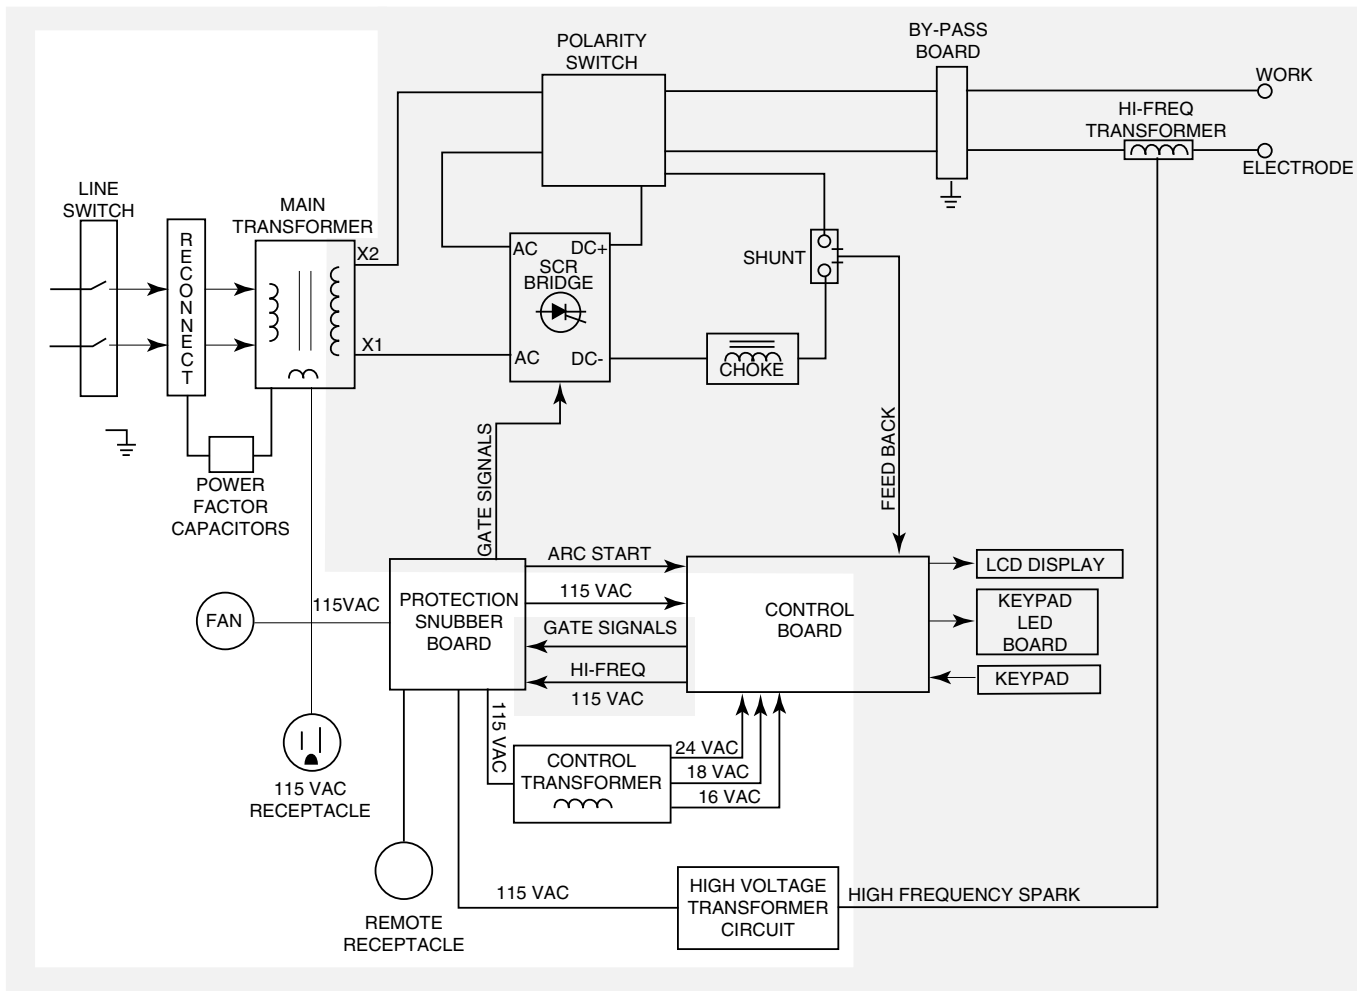 POLARITY
SWITCH
BY-PASS
BOARD
WORK
HI-FREQ
TRANSFORMER
ELECTRODE
LINE
SWITCH
MAIN
TRANSFORMER
RECONNECT
X2
X1
AC
DC+
SCR
BRIDGE
AC
DC-
SHUNT
CHOKE
POWER
FACTOR
CAPACITORS
GATE SIGNALS
FEED BACK
FAN
115VAC
PROTECTION
SNUBBER
BOARD
ARC START
115 VAC
GATE SIGNALS
HI-FREQ
115 VAC
CONTROL
BOARD
LCD DISPLAY
KEYPAD
LED
BOARD
KEYPAD
115 VAC
CONTROL
TRANSFORMER
24 VAC
18 VAC
16 VAC
115 VAC
RECEPTACLE
REMOTE
RECEPTACLE
115 VAC
HIGH VOLTAGE
TRANSFORMER
CIRCUIT
HIGH FREQUENCY SPARK